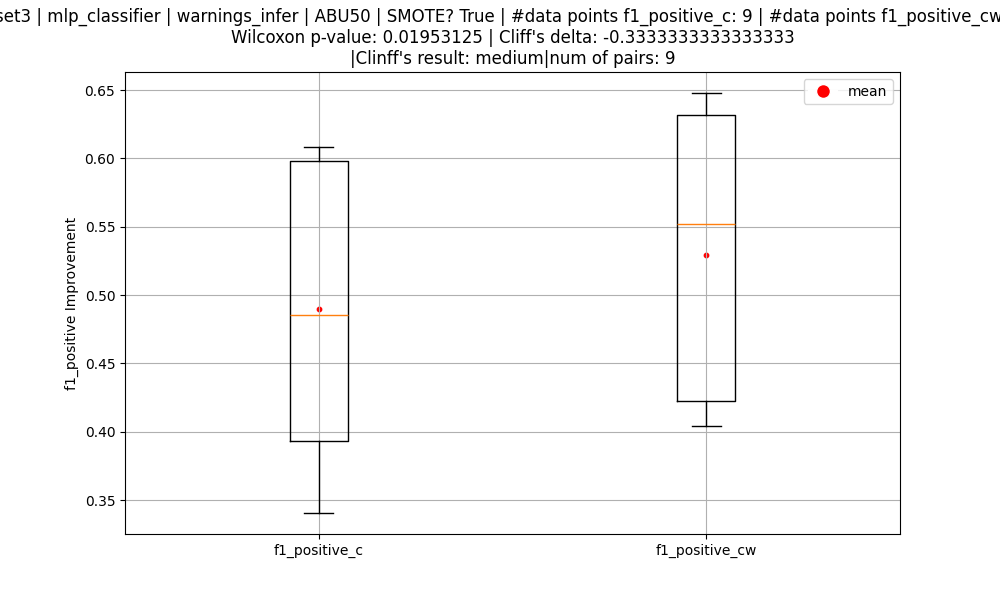 set3 | mlp_classifier | warnings_infer | ABU50 | SMOTE? True | #data points f1_positive_c: 9 | #data points f1_positive_cw
Wilcoxon p-value: 0.01953125 | Cliff's delta: -0.3333333333333333
|Clinff's result: medium|num of pairs: 9
mean
0.65
0.60
0.55
0.50
0.45
0.40
0.35
f1_positive Improvement
f1_positive_c
f1_positive_cw